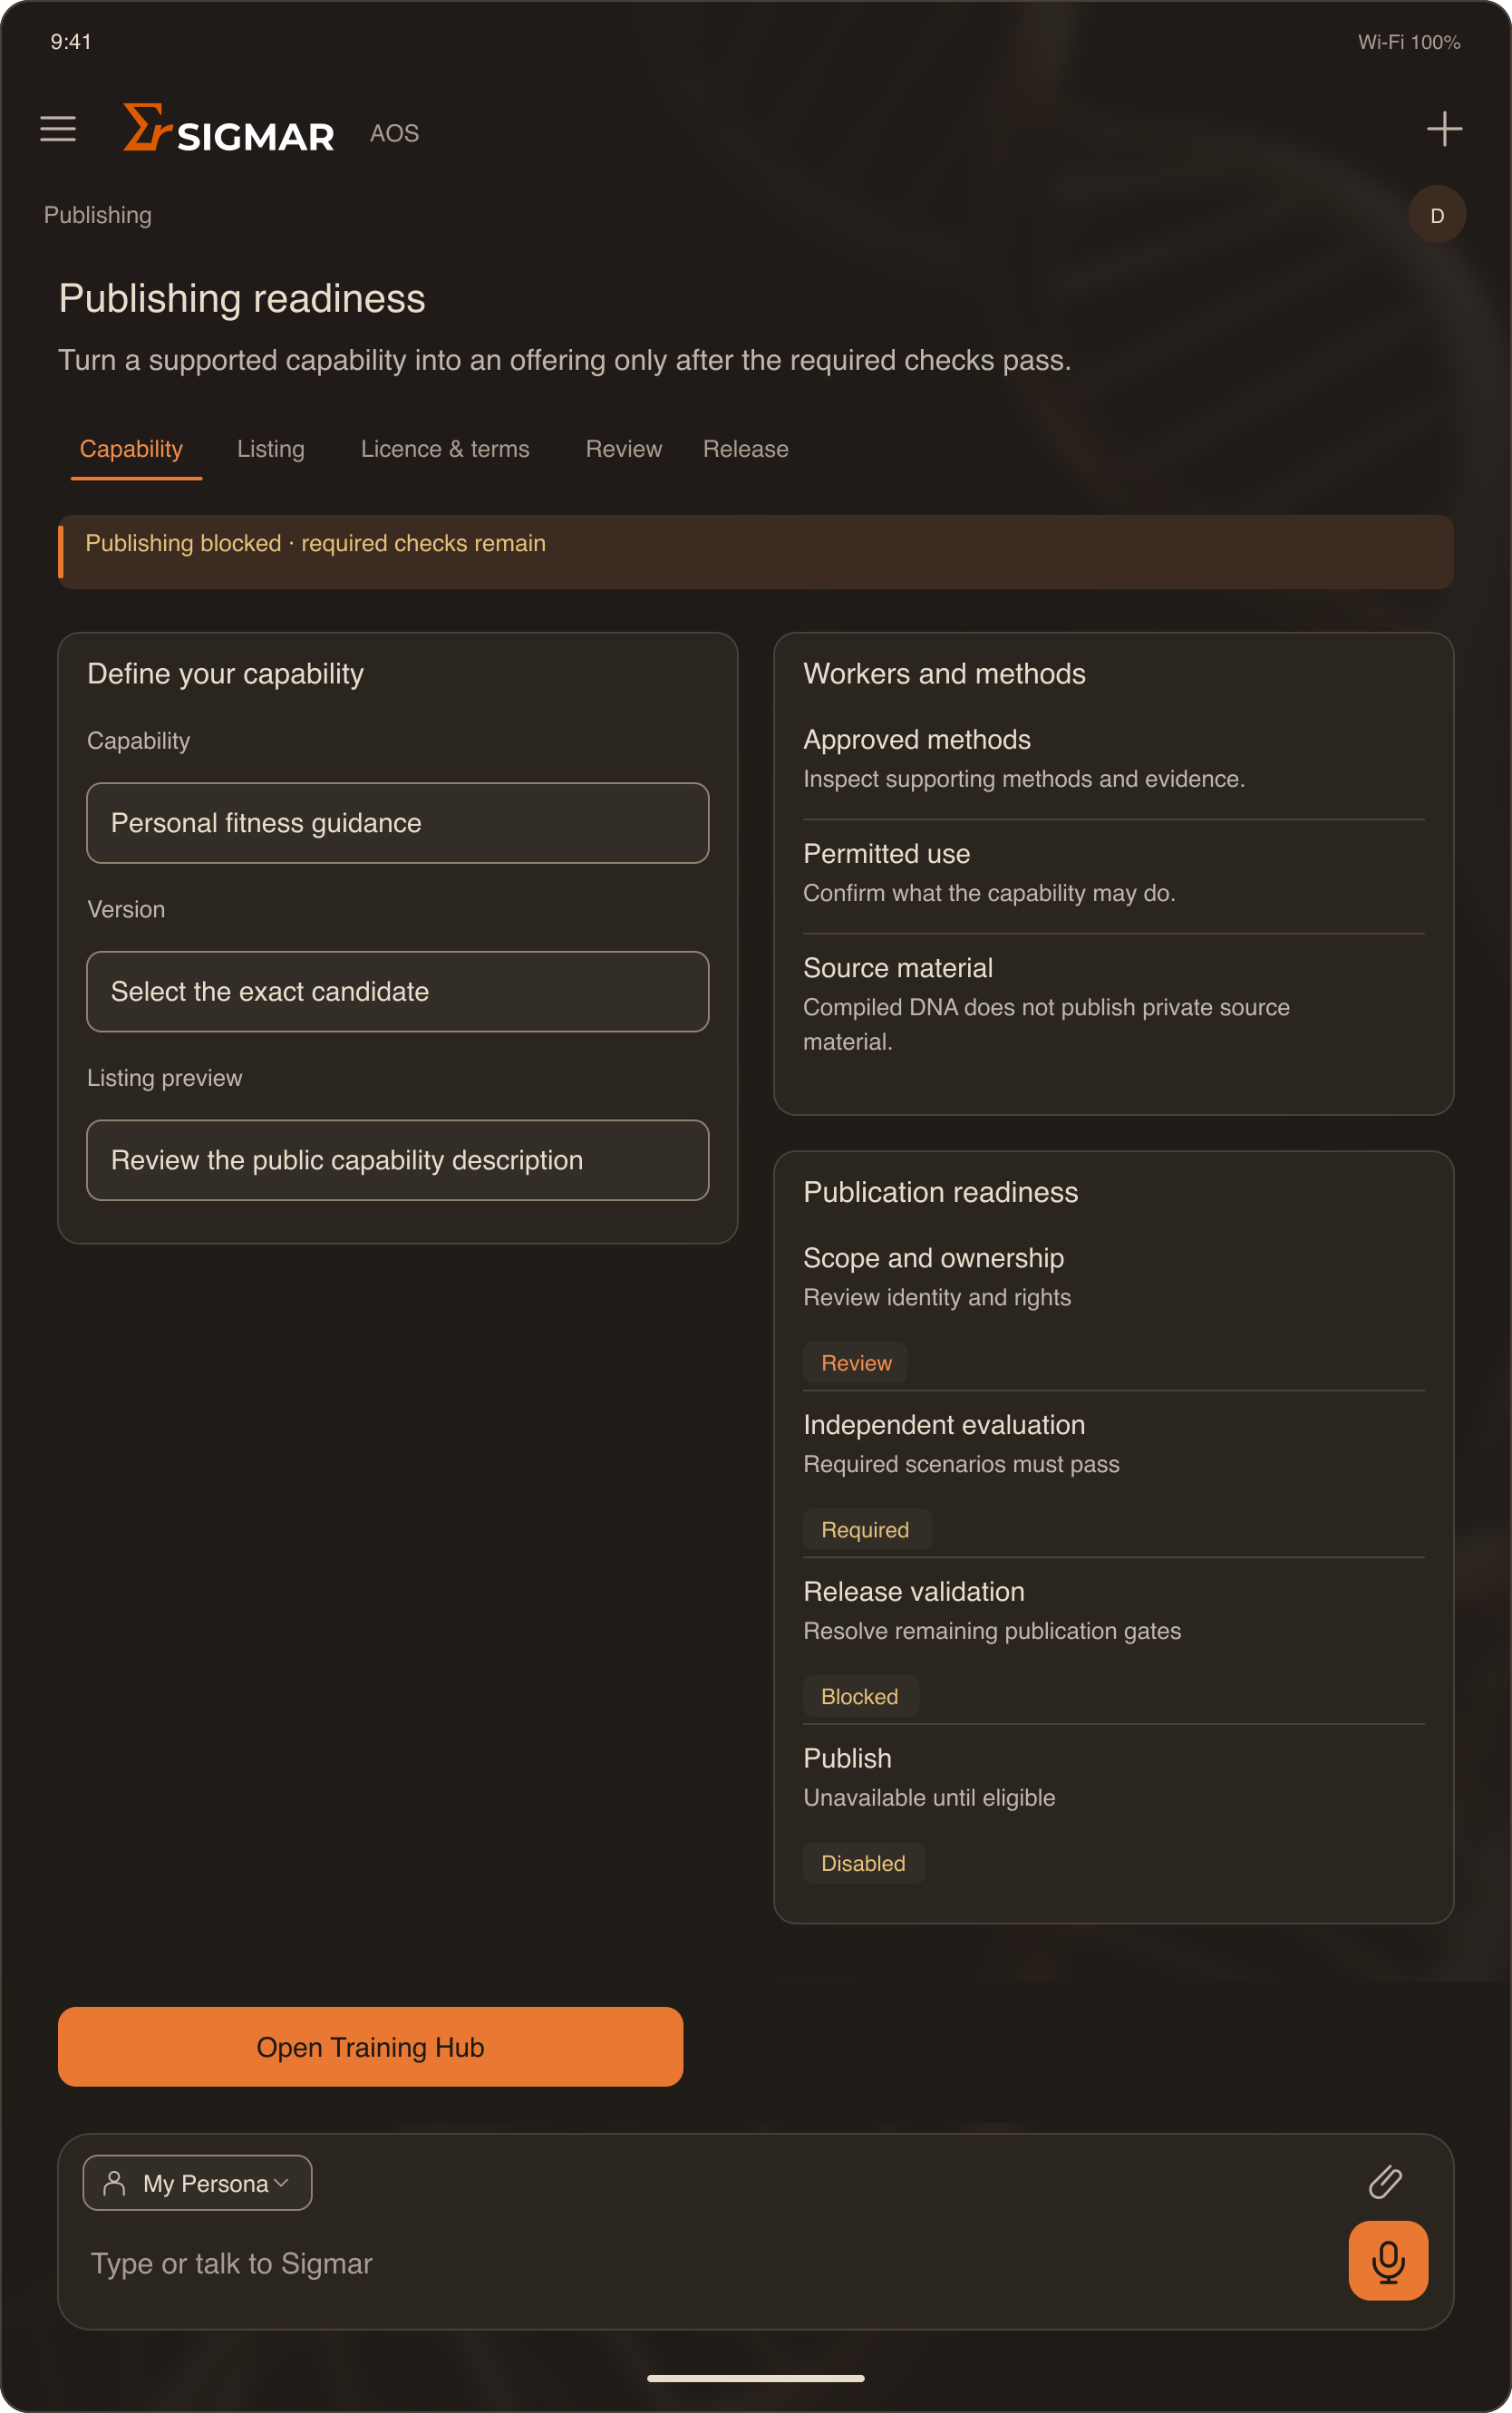 9:41
Wi-Fi 100%
Σr SIGMAR AOS
Publishing
D
Publishing readiness
Turn a supported capability into an offering only after the required checks pass.
Capability Listing Licence & terms Review Release
Publishing blocked · required checks remain
Define your capability
Capability
Personal fitness guidance
Version
Select the exact candidate
Listing preview
Review the public capability description
Workers and methods
Approved methods
Inspect supporting methods and evidence.
Permitted use
Confirm what the capability may do.
Source material
Compiled DNA does not publish private source
material.
Publication readiness
Scope and ownership
Review identity and rights
Review
Independent evaluation
Required scenarios must pass
Required
Release validation
Resolve remaining publication gates
Blocked
Publish
Unavailable until eligible
Disabled
Open Training Hub
My Persona
Type or talk to Sigmar